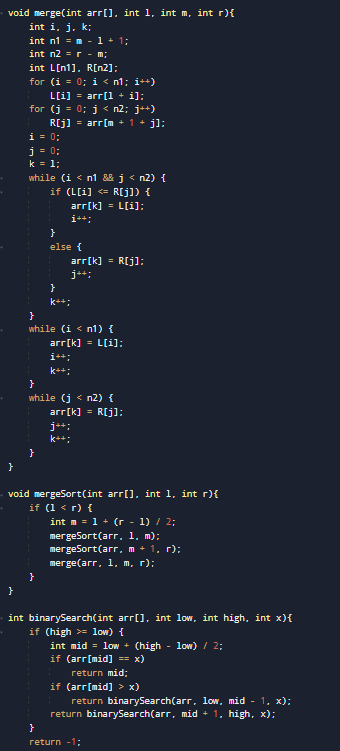 void merge(int arr[], int l, int m, int r){
    int i, j, k;
    int n1 = m - l + 1;
    int n2 = r - m;
    int L[n1], R[n2];
    for (i = 0; i < n1; i++)
        L[i] = arr[l + i];
    for (j = 0; j < n2; j++)
        R[j] = arr[m + 1 + j];
    i = 0;
    j = 0;
    k = l;
    while (i < n1 && j < n2) {
        if (L[i] <= R[j]) {
            arr[k] = L[i];
            i++;
        }
        else {
            arr[k] = R[j];
            j++;
        }
        k++;
    }
    while (i < n1) {
        arr[k] = L[i];
        i++;
        k++;
    }
    while (j < n2) {
        arr[k] = R[j];
        j++;
        k++;
    }
}

void mergeSort(int arr[], int l, int r){
    if (l < r) {
        int m = l + (r - l) / 2;
        mergeSort(arr, l, m);
        mergeSort(arr, m + 1, r);
        merge(arr, l, m, r);
    }
}

int binarySearch(int arr[], int low, int high, int x){
    if (high >= low) {
        int mid = low + (high - low) / 2;
        if (arr[mid] == x)
            return mid;
        if (arr[mid] > x)
            return binarySearch(arr, low, mid - 1, x);
        return binarySearch(arr, mid + 1, high, x);
    }
    return -1;